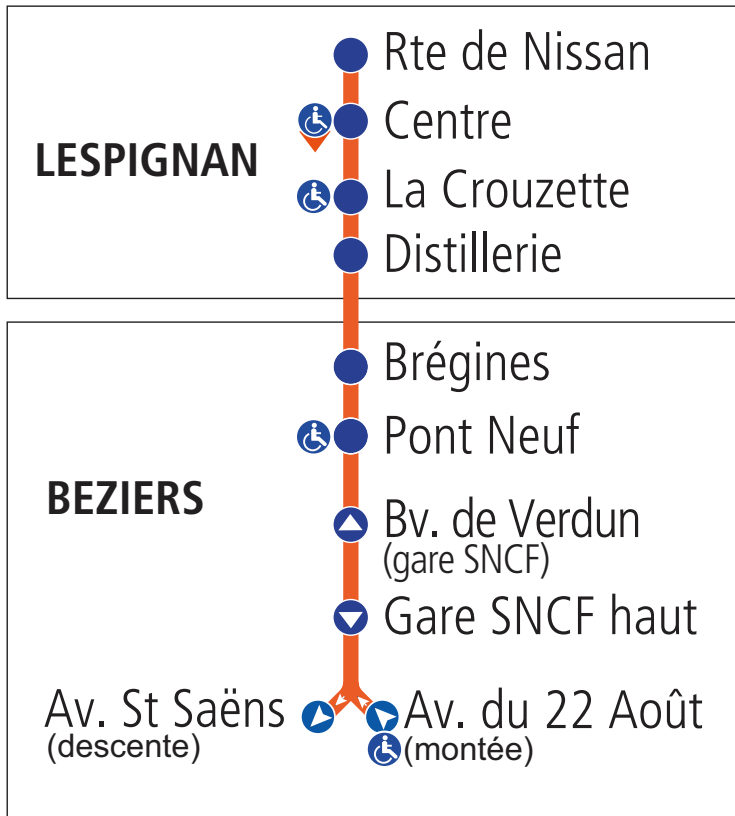 LESPIGNAN
Rte de Nissan
Centre
La Crouzette
Distillerie
BEZIERS
Brégines
Pont Neuf
Bv. de Verdun
(gare SNCF)
Gare SNCF haut
Av. St Saëns
(descente)
Av. du 22 Août
(montée)